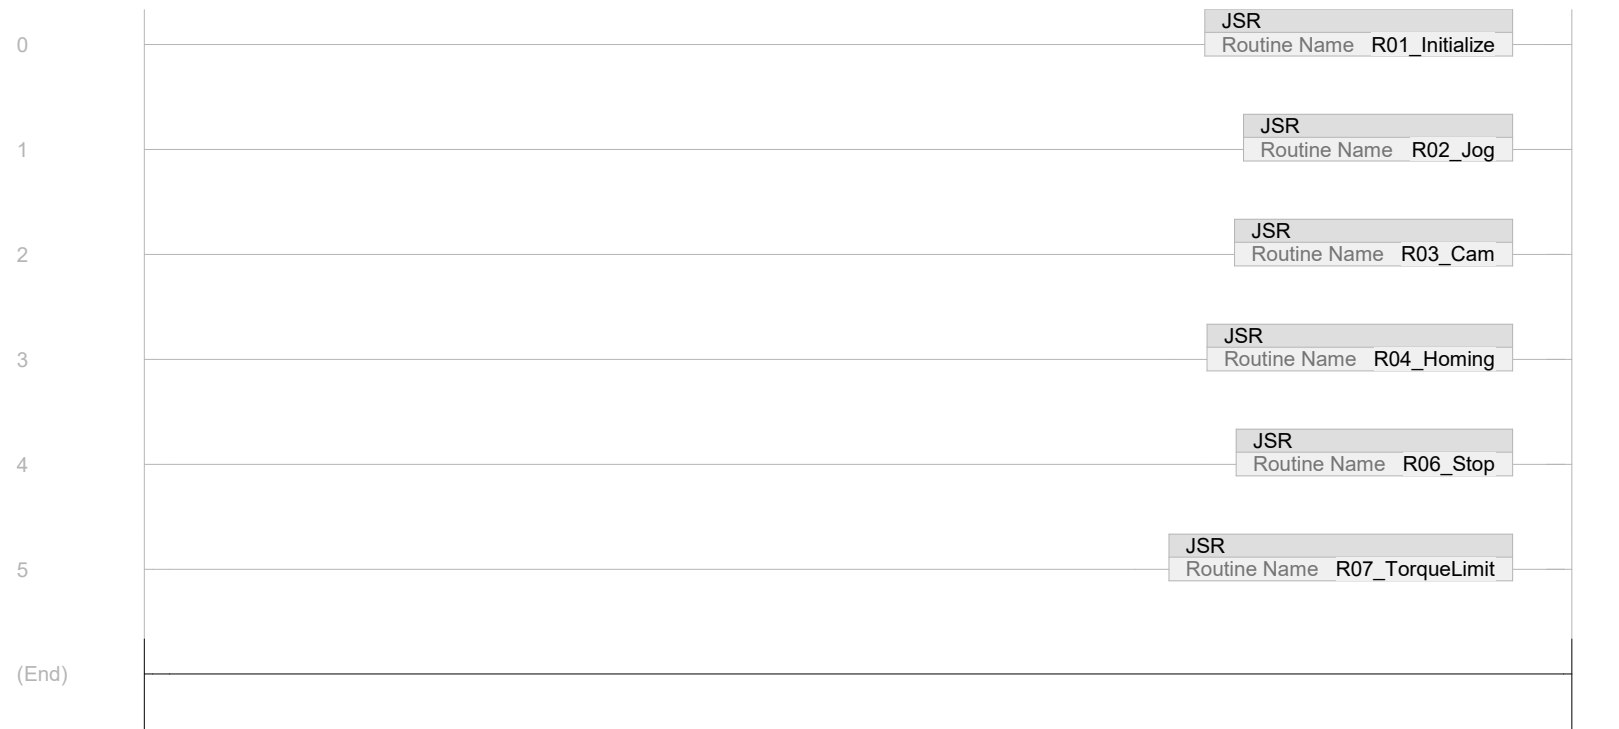 JSR
0 Routine Name R01_Initialize
JSR
1 Routine Name R02_Jog
JSR
2 Routine Name R03_Cam
JSR
3 Routine Name R04_Homing
JSR
4 Routine Name R06_Stop
JSR
5 Routine Name R07_TorqueLimit
(End)